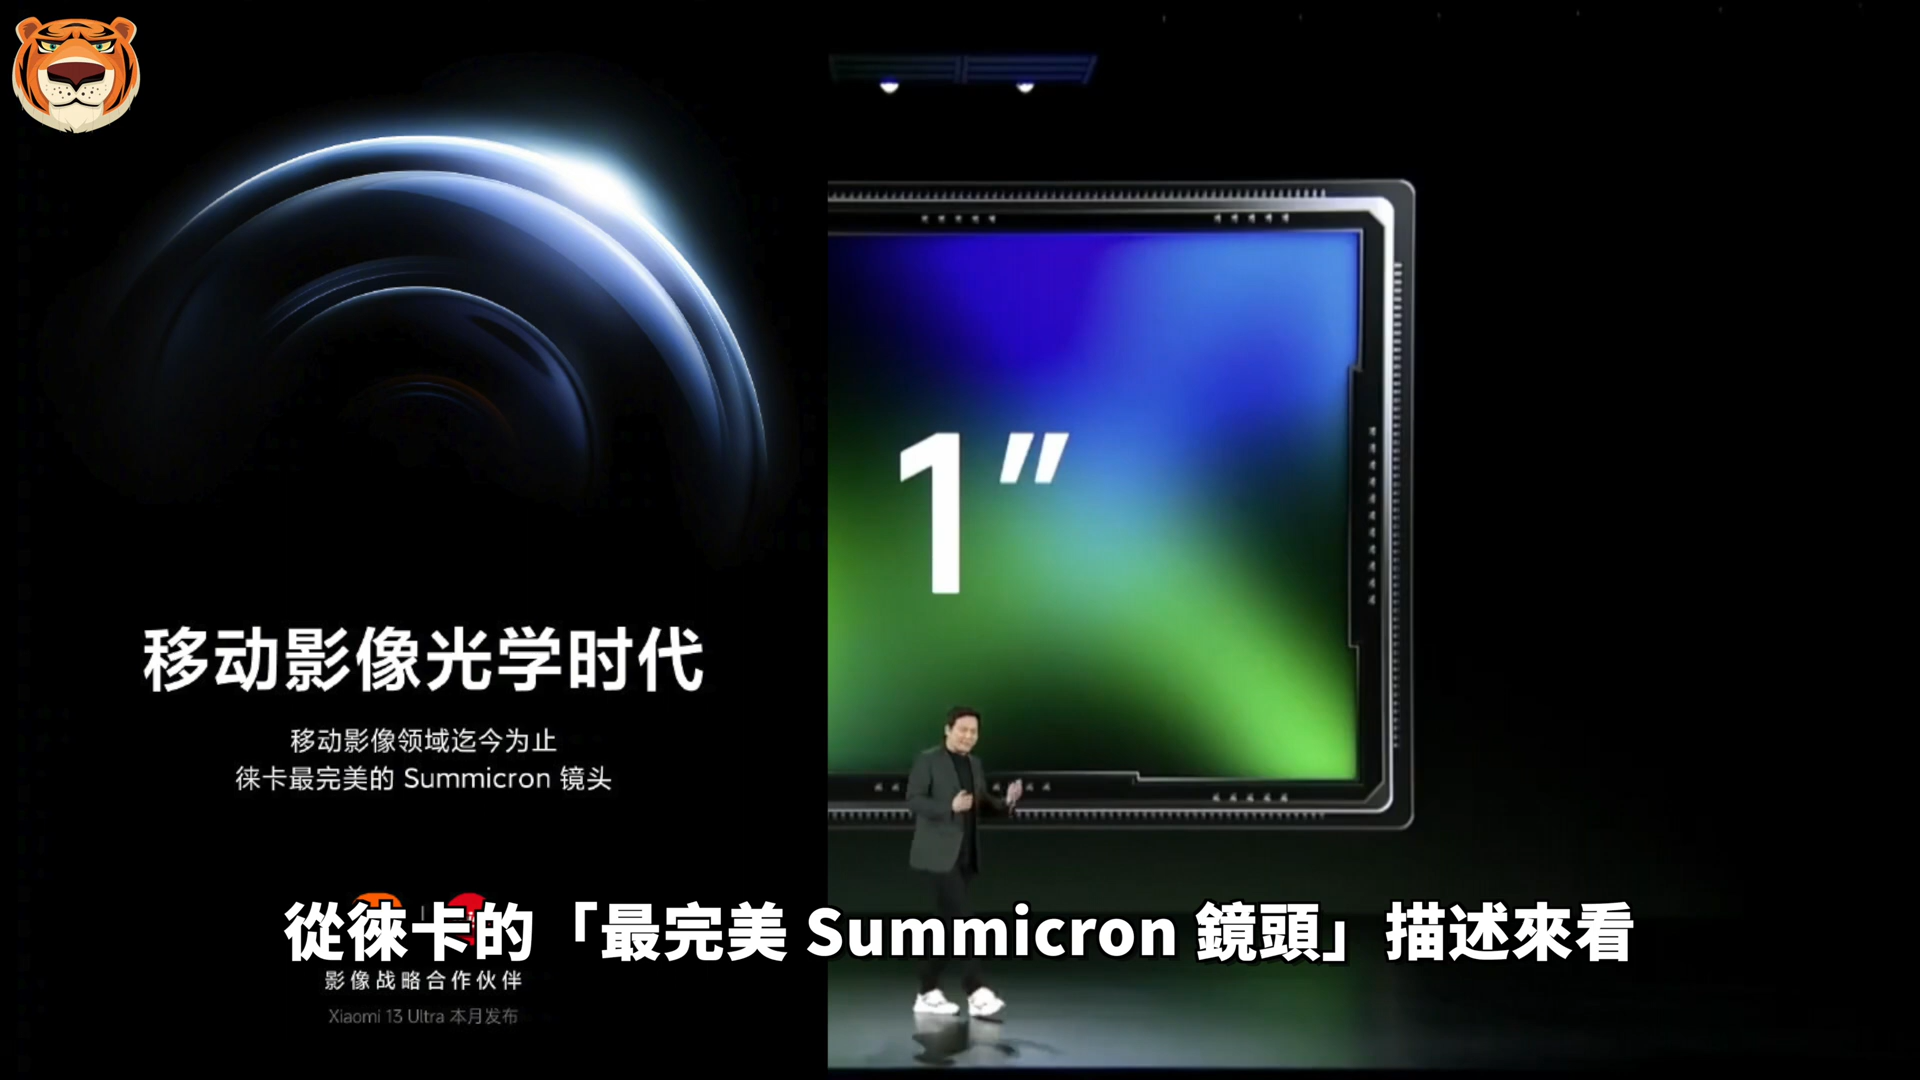 移动影像光学时代
移动影像领域迄今为止
徕卡最完美的 Summicron 镜头
1"
從徠卡的「最完美 Summicron 鏡頭」描述來看
影像战略合作伙伴
Xiaomi 13 Ultra 本月发布